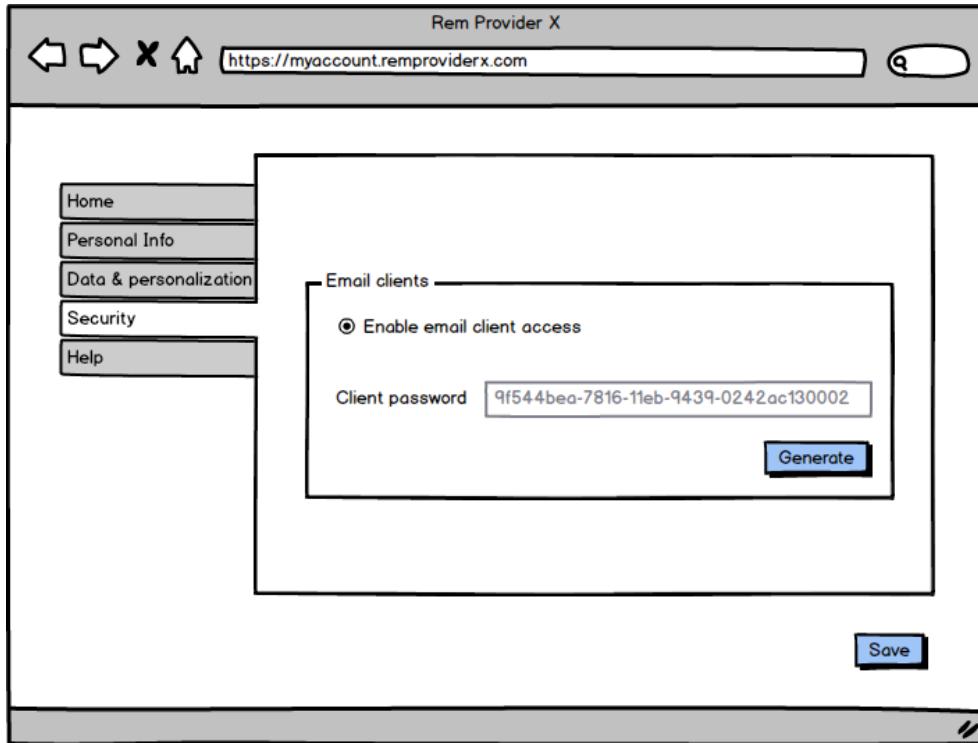 Rem Provider X
https://myaccount.remproviderx.com
Home
Personal Info
Data & personalization
Security
Help
Email clients
Enable email client access
Client password 9f544bea-7816-11eb-9439-0242ac130002
Generate
Save